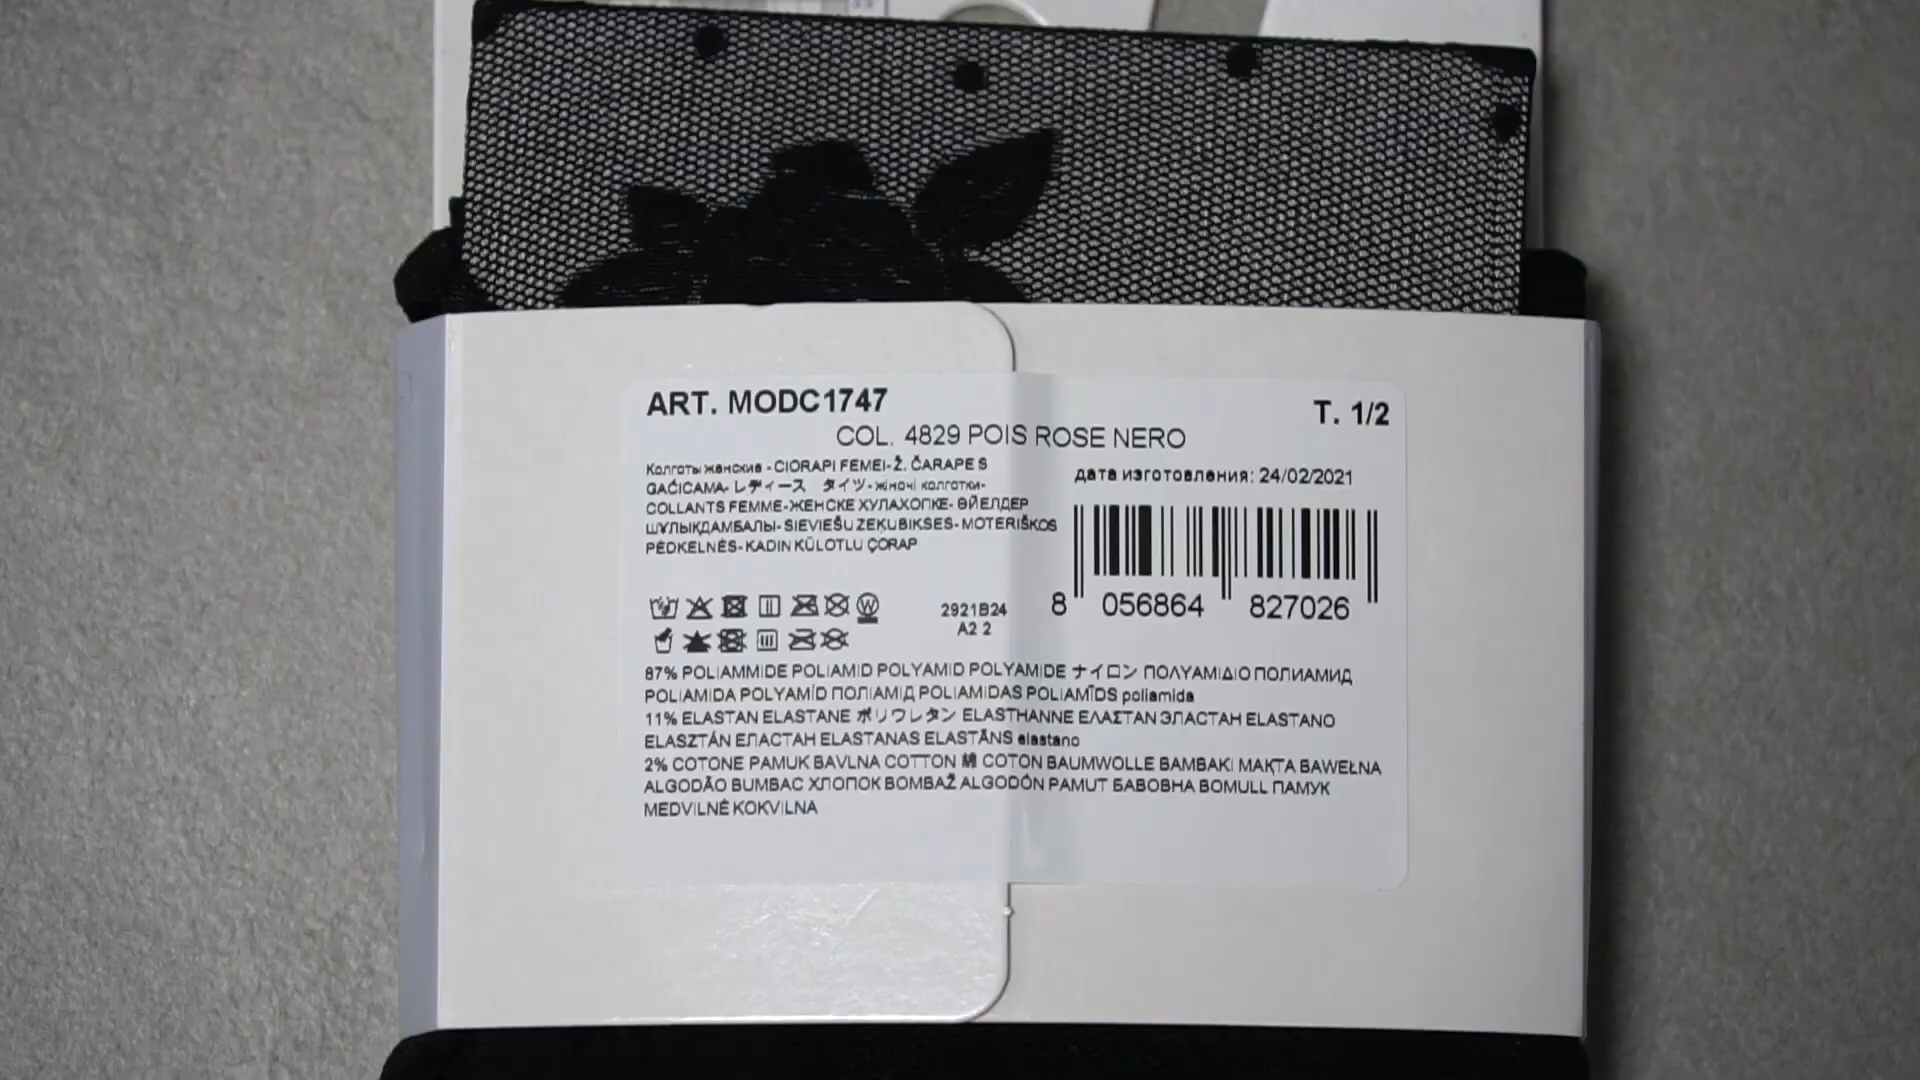 ART. MODC1747
T. 1/2
COL. 4829 POIS ROSE NERO
Колготы женские - CIORAPI FEMEI-Ž. ČARAPE S
GAĆICAMA- レディース タイツ- жіночі колготки-
COLLANTS FEMME-ЖЕНСКЕ ХУЛАХОПКЕ- ӨЙЕЛДЕР
ШҰЛЫҚДАМБАЛЫ- SIEVIEŠU ZEĶUBIKSES- MOTERIŠKOS
PĖDKELNĖS- KADIN KÜLOTLU ÇORAP
дата изготовления: 24/02/2021
8 056864 827026
2921B24
A2 2
87% POLIAMMIDE POLIAMID POLYAMID POLYAMIDE ナイロン ΠΟΛΥΑΜΙΔΙΟ ПОЛИАМИД
POLIAMIDA POLYAMÍD ПОЛІАМІД POLIAMIDAS POLIAMĪDS poliamida
11% ELASTAN ELASTANE ポリウレタン ELASTHANNE ΕΛΑΣΤΑΝ ЭЛАСТАН ELASTANO
ELASZTÁN ЕЛАСТАН ELASTANAS ELASTĀNS elastano
2% COTONE PAMUK BAVLNA COTTON 綿 COTON BAUMWOLLE BAMBAKI МАҚТА BAWEŁNA
ALGODÃO BUMBAC ХЛОПОК BOMBAŽ ALGODÓN PAMUT БАВОВНА BOMULL ПАМУК
MEDVILNĖ KOKVILNA